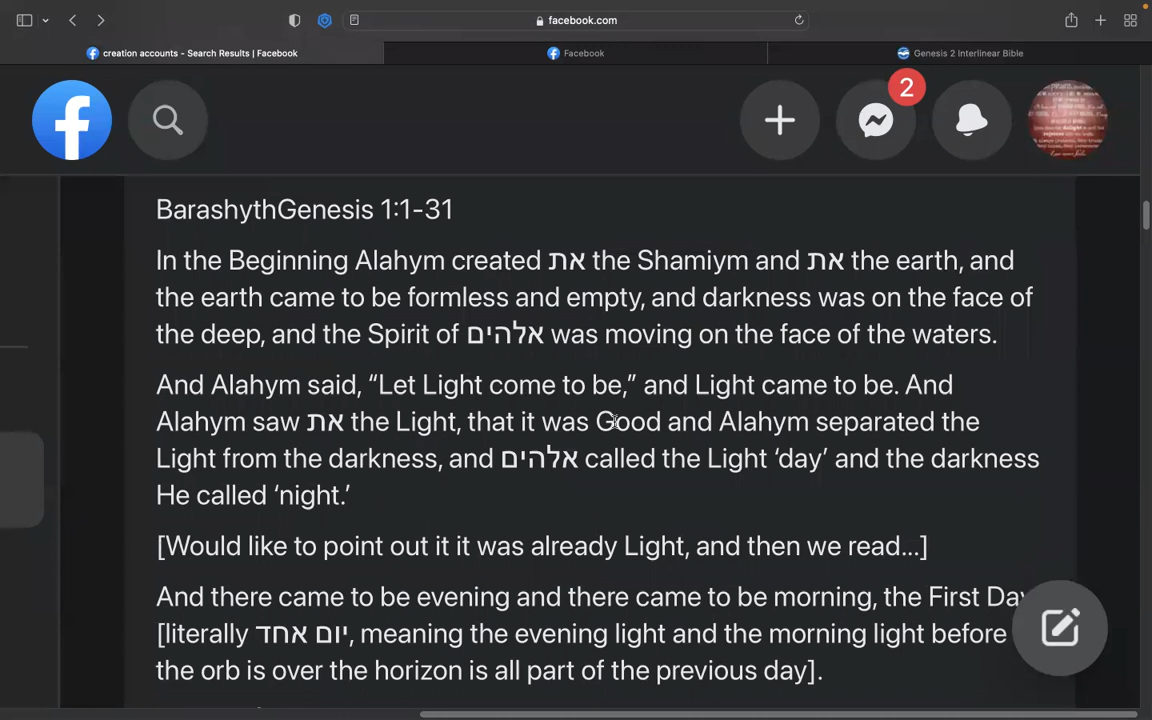 facebook.com
creation accounts - Search Results | Facebook
Facebook
Genesis 2 Interlinear Bible
2
BarashythGenesis 1:1-31
In the Beginning Alahym created את the Shamiym and את the earth, and
the earth came to be formless and empty, and darkness was on the face of
the deep, and the Spirit of אלהים was moving on the face of the waters.
And Alahym said, “Let Light come to be,” and Light came to be. And
Alahym saw את the Light, that it was Good and Alahym separated the
Light from the darkness, and אלהים called the Light ‘day’ and the darkness
He called ‘night.’
[Would like to point out it it was already Light, and then we read...]
And there came to be evening and there came to be morning, the First Day
[literally יום אחד, meaning the evening light and the morning light before
the orb is over the horizon is all part of the previous day].